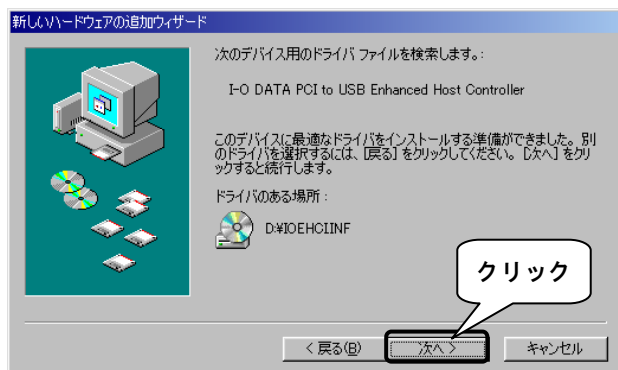 新しいハードウェアの追加ウィザード
次のデバイス用のドライバ ファイルを検索します。:
I-O DATA PCI to USB Enhanced Host Controller
このデバイスに最適なドライバをインストールする準備ができました。別
のドライバを選択するには、[戻る] をクリックしてください。[次へ] をクリ
ックすると続行します。
ドライバのある場所 :
D:¥IOEHCI.INF
クリック
< 戻る(B)
次へ >
キャンセル